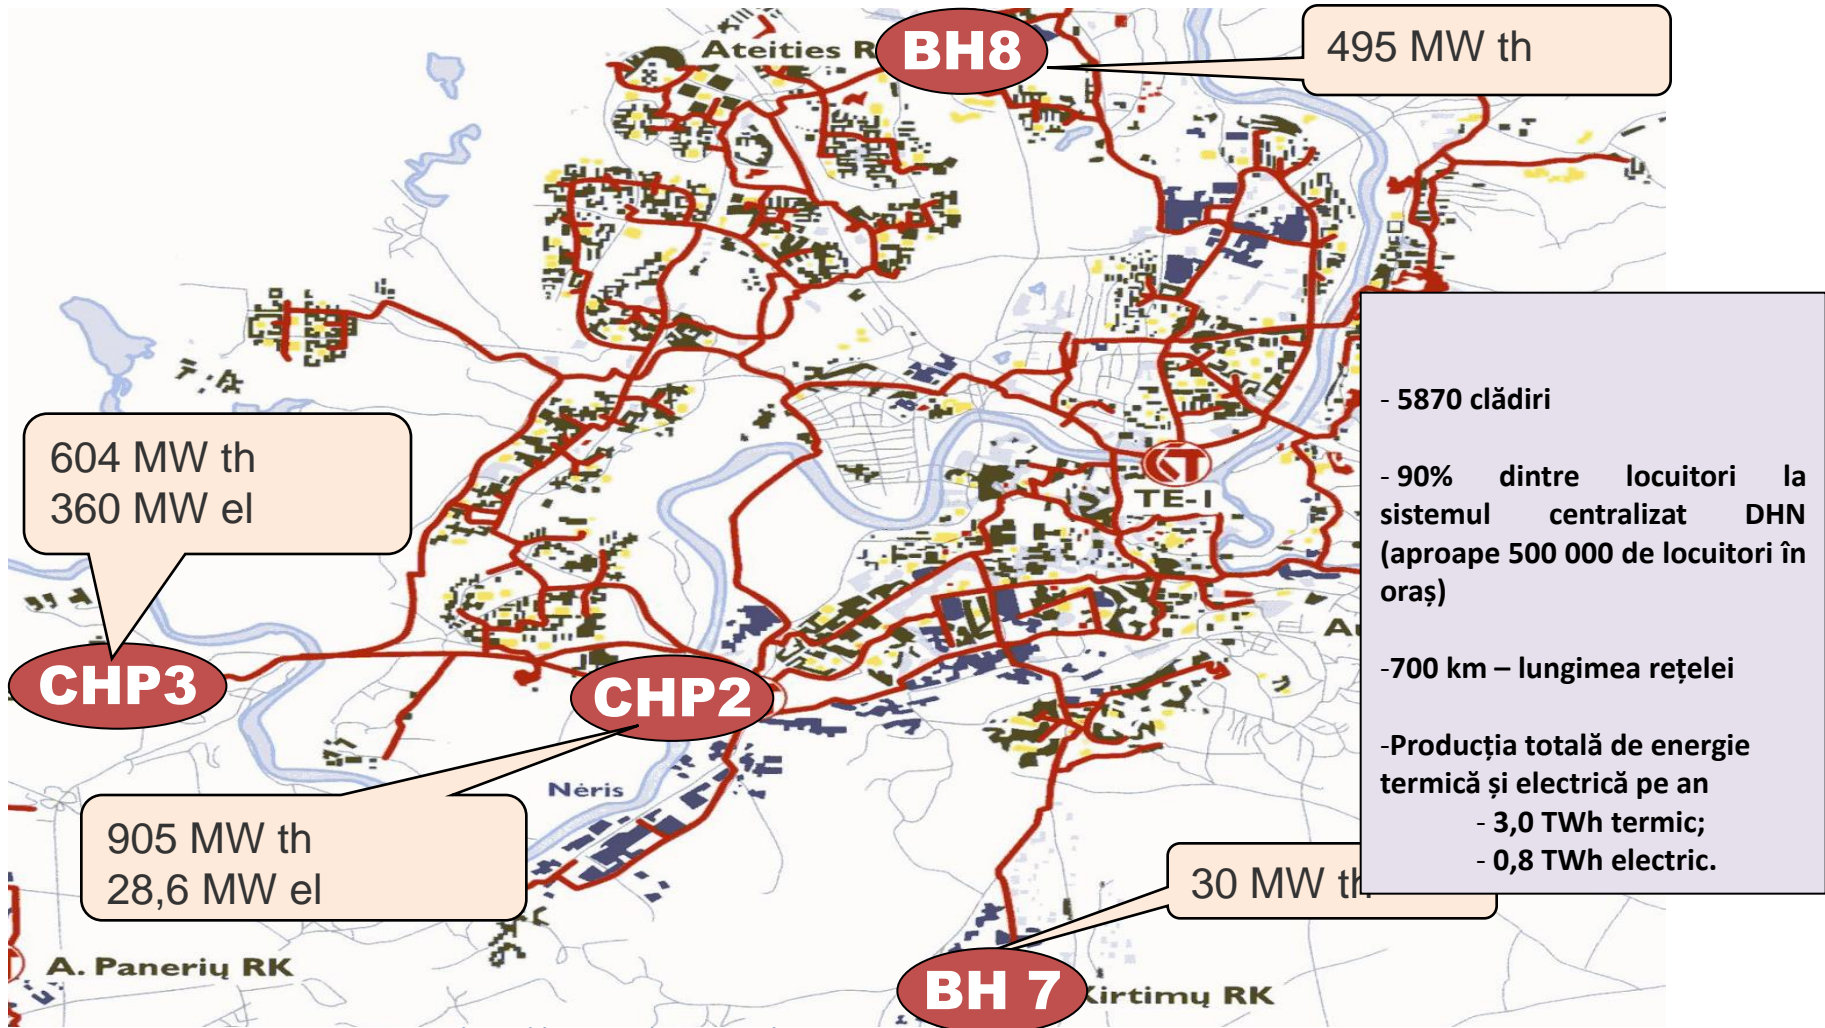 Ateities R
BH8
495 MW th
604 MW th
360 MW el
TE-I
- 5870 clădiri
- 90% dintre locuitori la
sistemul centralizat DHN
(aproape 500 000 de locuitori în
oraș)
-700 km – lungimea rețelei
-Producția totală de energie
termică și electrică pe an
- 3,0 TWh termic;
- 0,8 TWh electric.
CHP3
CHP2
Nėris
905 MW th
28,6 MW el
30 MW th
A. Panerių RK
BH 7
Kirtimų RK